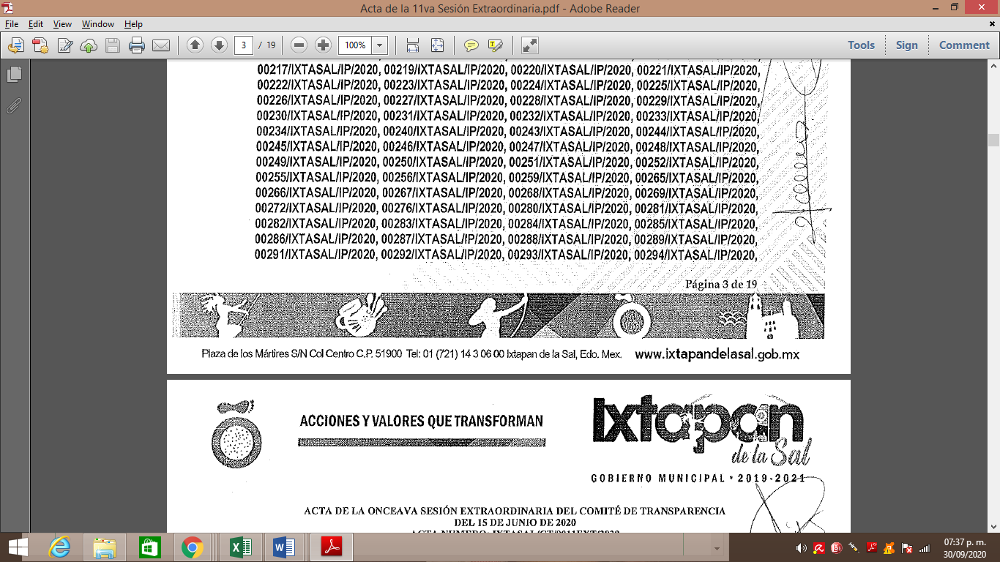 Acta de la 11va Sesión Extraordinaria.pdf - Adobe Reader
File Edit View Window Help
3 / 19 100% Tools Sign Comment
00217/IXTASAL/IP/2020, 00219/IXTASAL/IP/2020, 00220/IXTASAL/IP/2020, 00221/IXTASAL/IP/2020,
00222/IXTASAL/IP/2020, 00223/IXTASAL/IP/2020, 00224/IXTASAL/IP/2020, 00225/IXTASAL/IP/2020,
00226/IXTASAL/IP/2020, 00227/IXTASAL/IP/2020, 00228/IXTASAL/IP/2020, 00229/IXTASAL/IP/2020,
00230/IXTASAL/IP/2020, 00231/IXTASAL/IP/2020, 00232/IXTASAL/IP/2020, 00233/IXTASAL/IP/2020,
00234/IXTASAL/IP/2020, 00240/IXTASAL/IP/2020, 00243/IXTASAL/IP/2020, 00244/IXTASAL/IP/2020,
00245/IXTASAL/IP/2020, 00246/IXTASAL/IP/2020, 00247/IXTASAL/IP/2020, 00248/IXTASAL/IP/2020,
00249/IXTASAL/IP/2020, 00250/IXTASAL/IP/2020, 00251/IXTASAL/IP/2020, 00252/IXTASAL/IP/2020,
00255/IXTASAL/IP/2020, 00256/IXTASAL/IP/2020, 00259/IXTASAL/IP/2020, 00265/IXTASAL/IP/2020,
00266/IXTASAL/IP/2020, 00267/IXTASAL/IP/2020, 00268/IXTASAL/IP/2020, 00269/IXTASAL/IP/2020,
00272/IXTASAL/IP/2020, 00276/IXTASAL/IP/2020, 00280/IXTASAL/IP/2020, 00281/IXTASAL/IP/2020,
00282/IXTASAL/IP/2020, 00283/IXTASAL/IP/2020, 00284/IXTASAL/IP/2020, 00285/IXTASAL/IP/2020,
00286/IXTASAL/IP/2020, 00287/IXTASAL/IP/2020, 00288/IXTASAL/IP/2020, 00289/IXTASAL/IP/2020,
00291/IXTASAL/IP/2020, 00292/IXTASAL/IP/2020, 00293/IXTASAL/IP/2020, 00294/IXTASAL/IP/2020,
Página 3 de 19
Plaza de los Mártires S/N Col Centro C.P. 51900 Tel: 01 (721) 14 3 06 00 Ixtapan de la Sal, Edo. Mex. www.ixtapandelasal.gob.mx
ACCIONES Y VALORES QUE TRANSFORMAN
Ixtapan
de la Sal
GOBIERNO MUNICIPAL * 2019-2021
ACTA DE LA ONCEAVA SESIÓN EXTRAORDINARIA DEL COMITÉ DE TRANSPARENCIA
DEL 15 DE JUNIO DE 2020
07:37 p. m.
30/09/2020